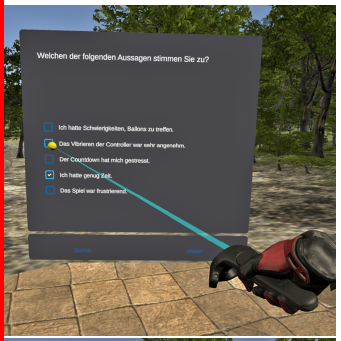 Welchen der folgenden Aussagen stimmen Sie zu?
Ich hatte Schwierigkeiten, Ballons zu treffen.
Das Vibrieren der Controller war sehr angenehm.
Der Countdown hat mich gestresst.
Ich hatte genug Zeit.
Das Spiel war frustrierend.